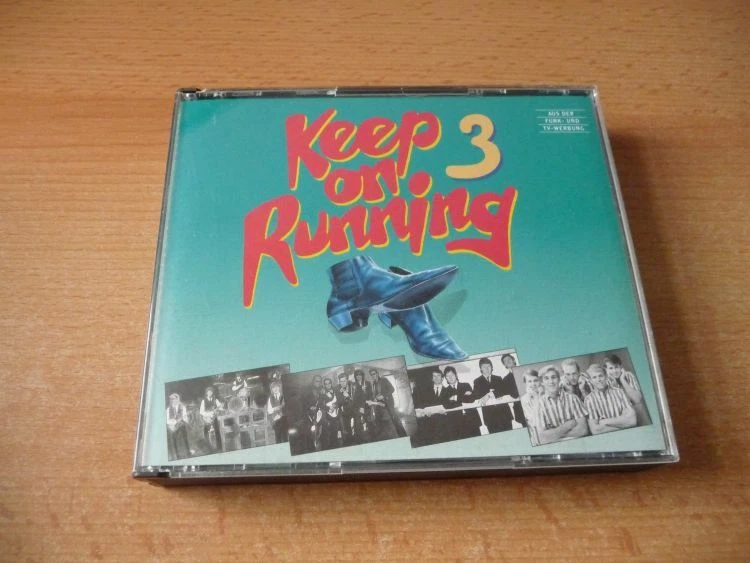 Keep 3
on
Running
AUS DER
FUNK- UND
TV-WERBUNG